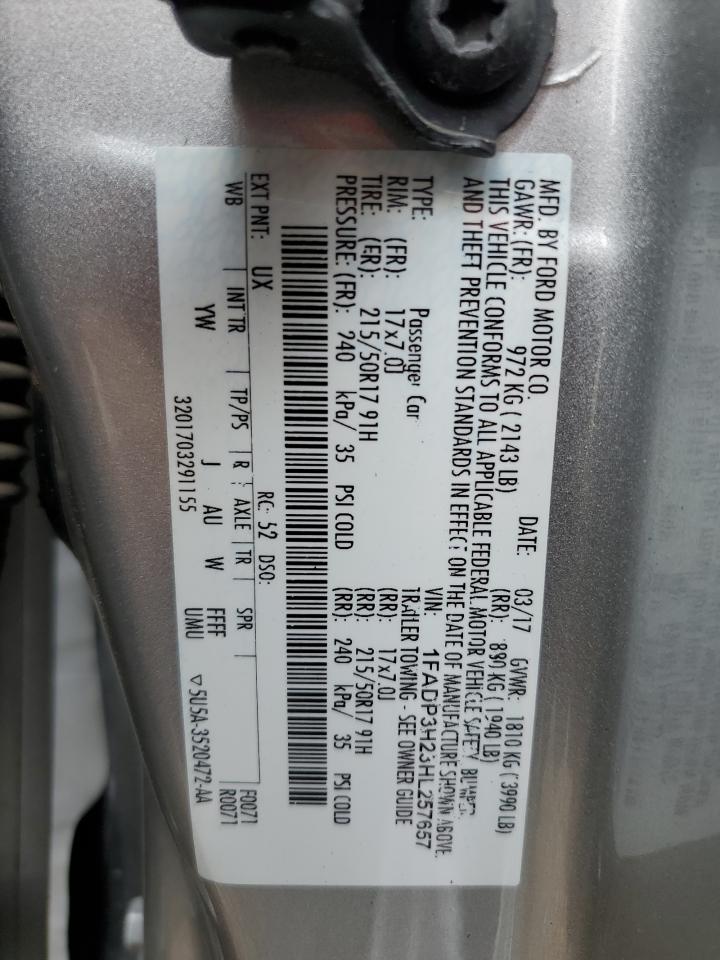 MFD. BY FORD MOTOR CO. DATE: 03/17 GVWR: 1810 KG ( 3990 LB)
GAWR: (FR): 972 KG ( 2143 LB) (RR): 880 KG ( 1940 LB)
THIS VEHICLE CONFORMS TO ALL APPLICABLE FEDERAL MOTOR VEHICLE SAFETY, BUMPER,
AND THEFT PREVENTION STANDARDS IN EFFECT ON THE DATE OF MANUFACTURE SHOWN ABOVE.
VIN: 1FADP3H23HL257657
TYPE: Passenger Car TRAILER TOWING - SEE OWNER GUIDE
RIM: (FR): 17x7.0J (RR): 17x7.0J
TIRE: (FR): 215/50R17 91H (RR): 215/50R17 91H
PRESSURE: (FR): 240 kPa/ 35 PSI COLD (RR): 240 kPa/ 35 PSI COLD
EXT PNT: UX RC: 52 DSO: F0071
WB INT TR TP/PS R AXLE TR SPR R0071
YW J AU W FFFF
3201703291155 UMU ▽5U5A-3520472-AA